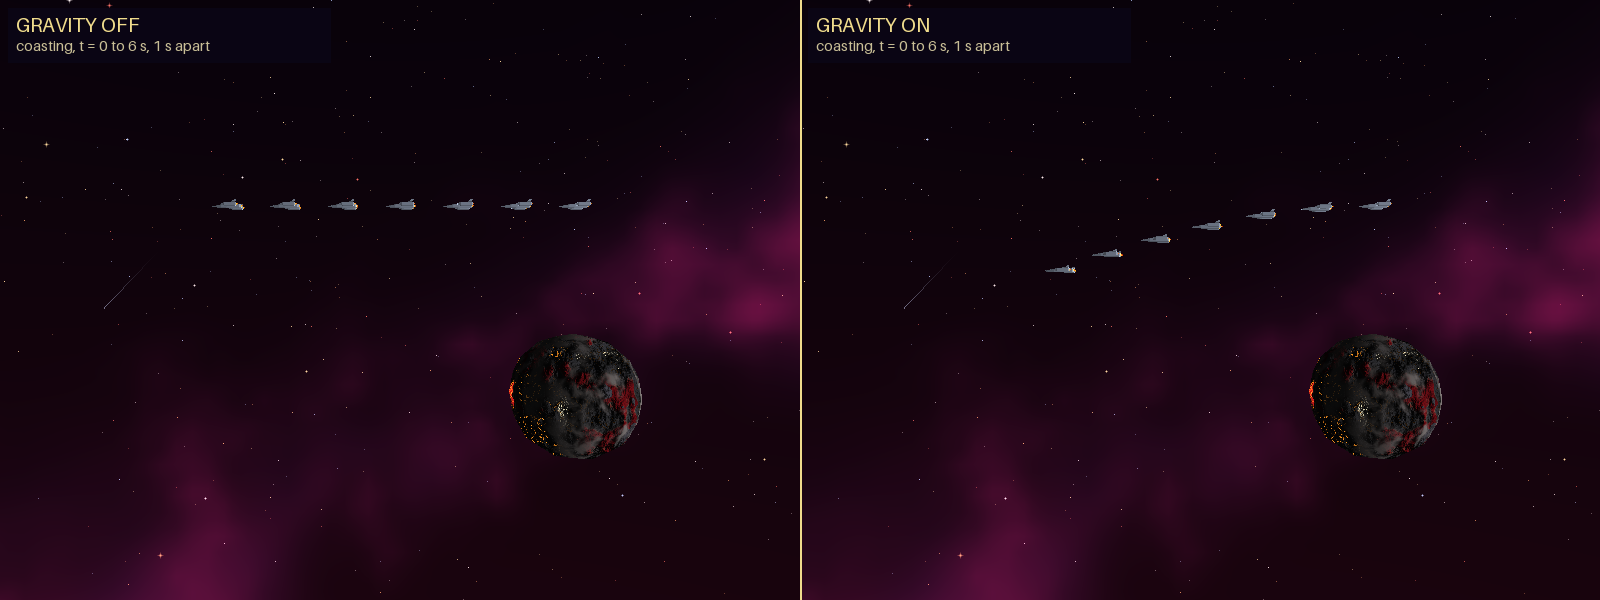 GRAVITY OFF
coasting, t = 0 to 6 s, 1 s apart
GRAVITY ON
coasting, t = 0 to 6 s, 1 s apart